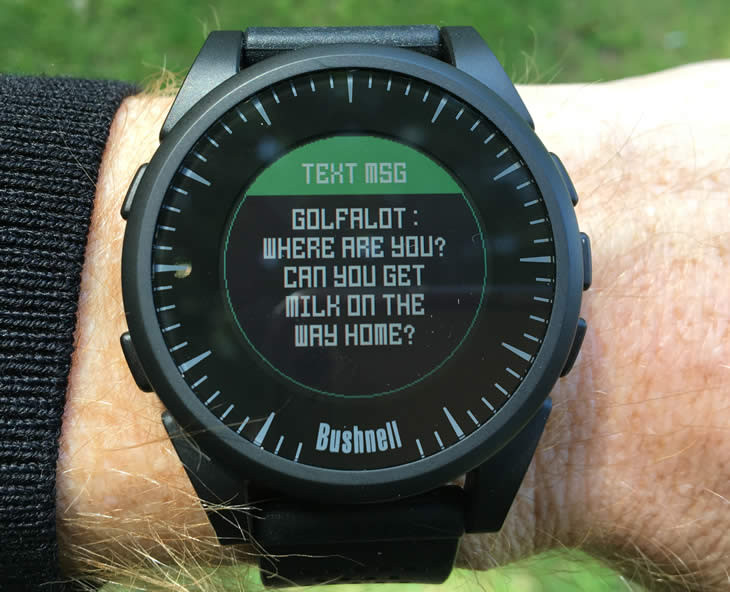 TEXT MSG
GOLFALOT :
WHERE ARE YOU?
CAN YOU GET
MILK ON THE
WAY HOME?
Bushnell